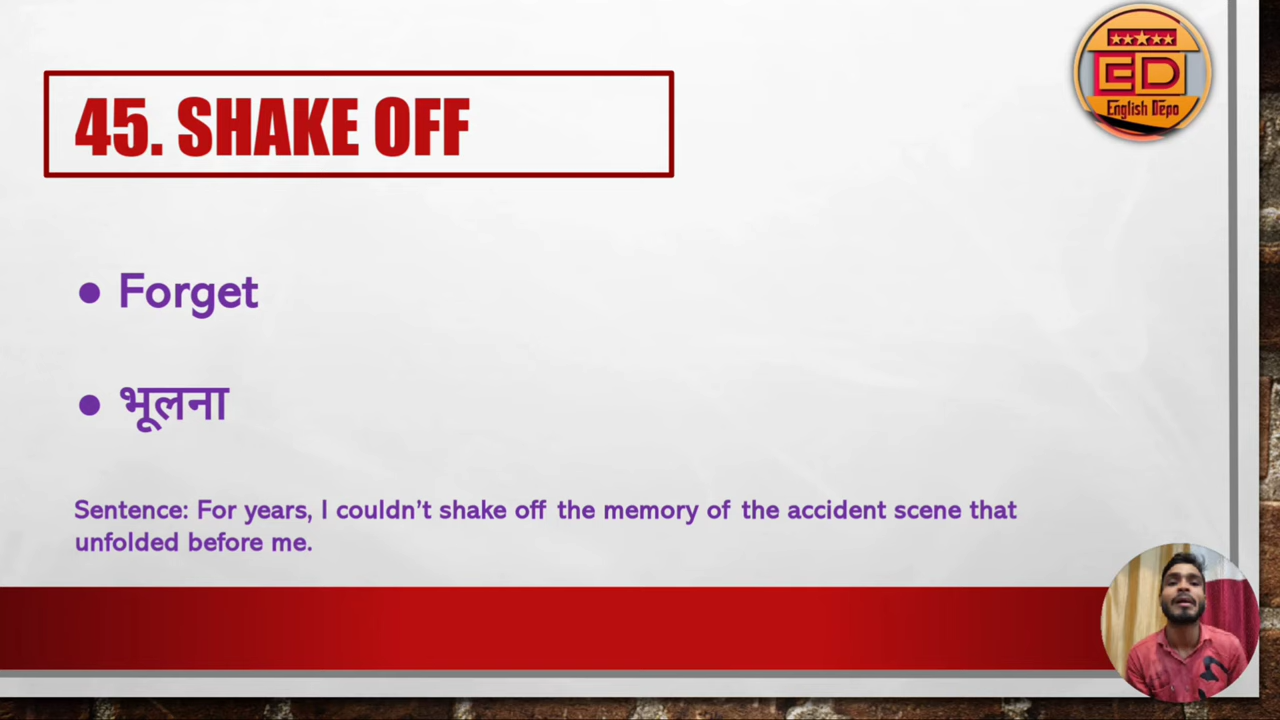 45. SHAKE OFF
ED
English Depo
● Forget
● भूलना
Sentence: For years, I couldn’t shake off the memory of the accident scene that
unfolded before me.